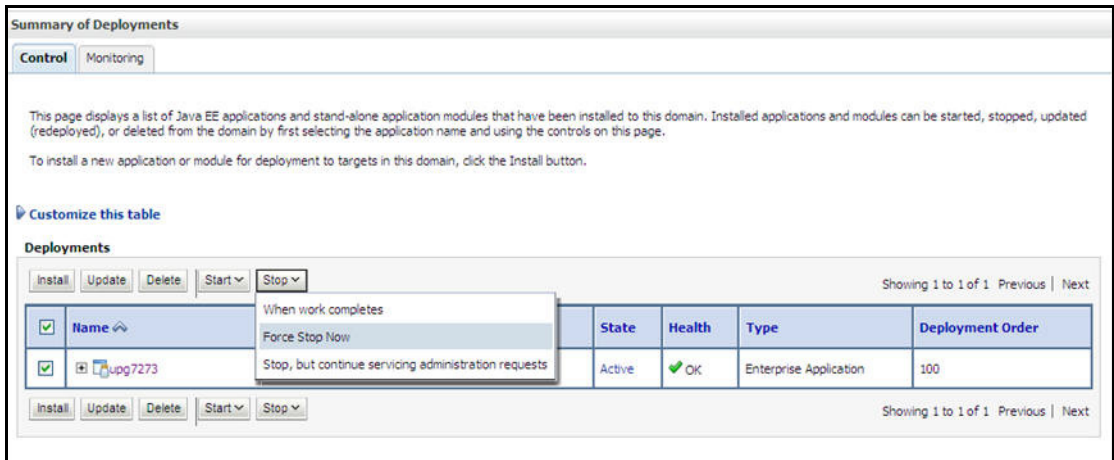 Summary of Deployments
Control Monitoring
This page displays a list of Java EE applications and stand-alone application modules that have been installed to this domain. Installed applications and modules can be started, stopped, updated
(redeployed), or deleted from the domain by first selecting the application name and using the controls on this page.
To install a new application or module for deployment to targets in this domain, click the Install button.
Customize this table
Deployments
Install Update Delete Start Stop Showing 1 to 1 of 1 Previous | Next
When work completes
Force Stop Now
Stop, but continue servicing administration requests
Name State Health Type Deployment Order
upg7273 Active OK Enterprise Application 100
Install Update Delete Start Stop Showing 1 to 1 of 1 Previous | Next